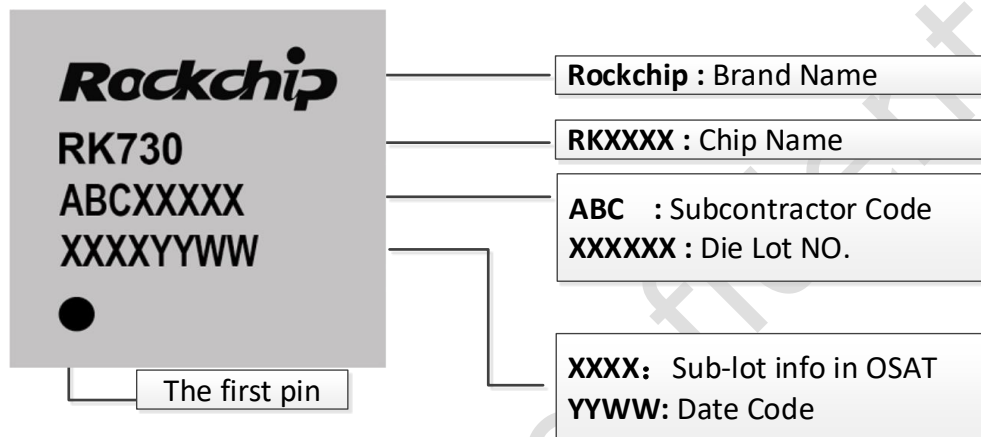 Rockchip
RK730
ABCXXXXX
XXXXYYWW
The first pin
Rockchip : Brand Name
RKXXXX : Chip Name
ABC : Subcontractor Code
XXXXXX : Die Lot NO.
XXXX： Sub-lot info in OSAT
YYWW: Date Code